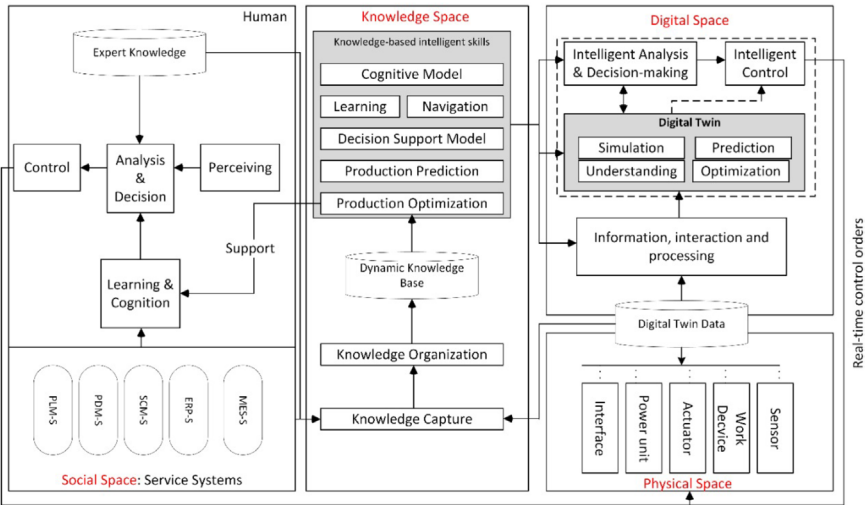 Human
Expert Knowledge
Control
Analysis
&
Decision
Perceiving
Support
Learning &
Cognition
PLM-S
PDM-S
SCM-S
ERP-S
MES-S
Social Space: Service Systems
Knowledge Space
Knowledge-based intelligent skills
Cognitive Model
Learning
Navigation
Decision Support Model
Production Prediction
Production Optimization
Dynamic Knowledge
Base
Knowledge Organization
Knowledge Capture
Digital Space
Intelligent Analysis
& Decision-making
Intelligent
Control
Digital Twin
Simulation
Prediction
Understanding
Optimization
Information, interaction and
processing
Digital Twin Data
Interface
Power unit
Actuator
Work
Decvice
Sensor
Physical Space
Real-time control orders